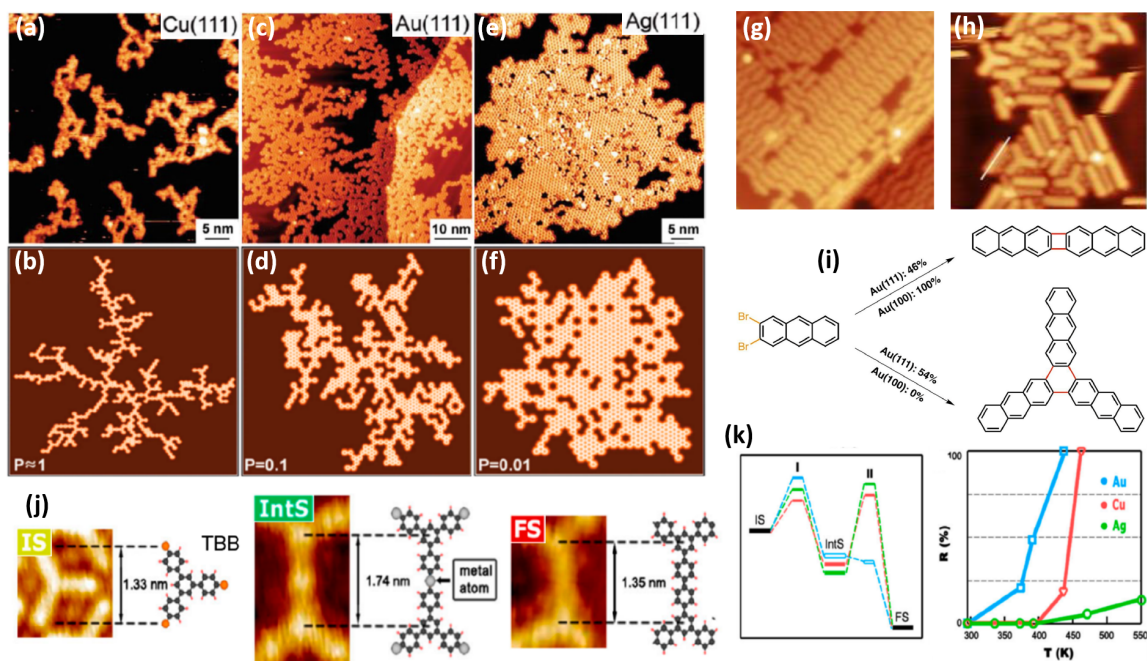 (a)
Cu(111)
5 nm
(c)
Au(111)
10 nm
(e)
Ag(111)
5 nm
(g)
(h)
(b)
P≈1
(d)
P=0.1
(f)
P=0.01
(i)
Br
Br
Au(111): 46%
Au(100): 100%
Au(111): 54%
Au(100): 0%
(j)
IS
1.33 nm
TBB
IntS
1.74 nm
metal
atom
FS
1.35 nm
(k)
I
II
IS
IntS
FS
100
R (%)
0
Au
Cu
Ag
300
350
400
450
500
550
T (K)